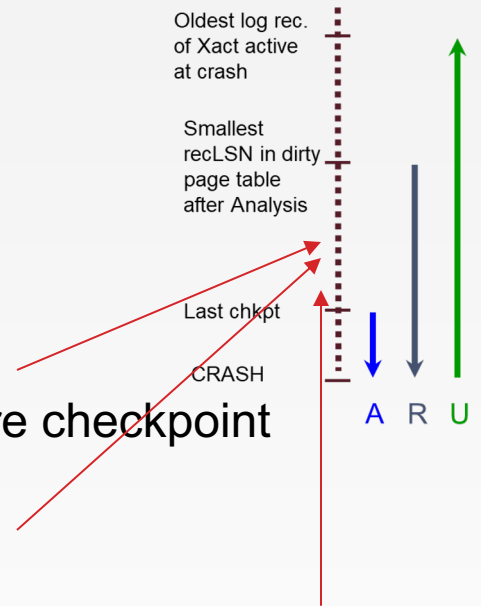 Oldest log rec.
of Xact active
at crash
Smallest
recLSN in dirty
page table
after Analysis
Last chkpt
CRASH
re checkpoint
A R U